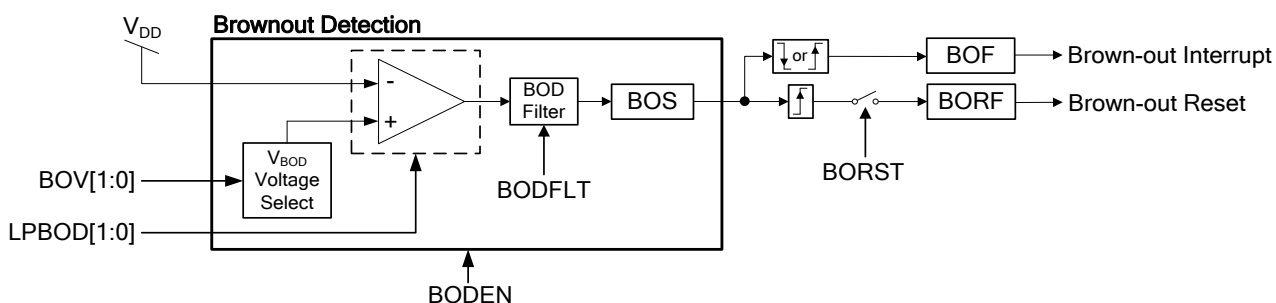 Brownout Detection
VDD
-
+
BOD
Filter
BOS
or
BOF
Brown-out Interrupt
BORF
Brown-out Reset
VBOD
Voltage
Select
BOV[1:0]
LPBOD[1:0]
BODFLT
BORST
BODEN